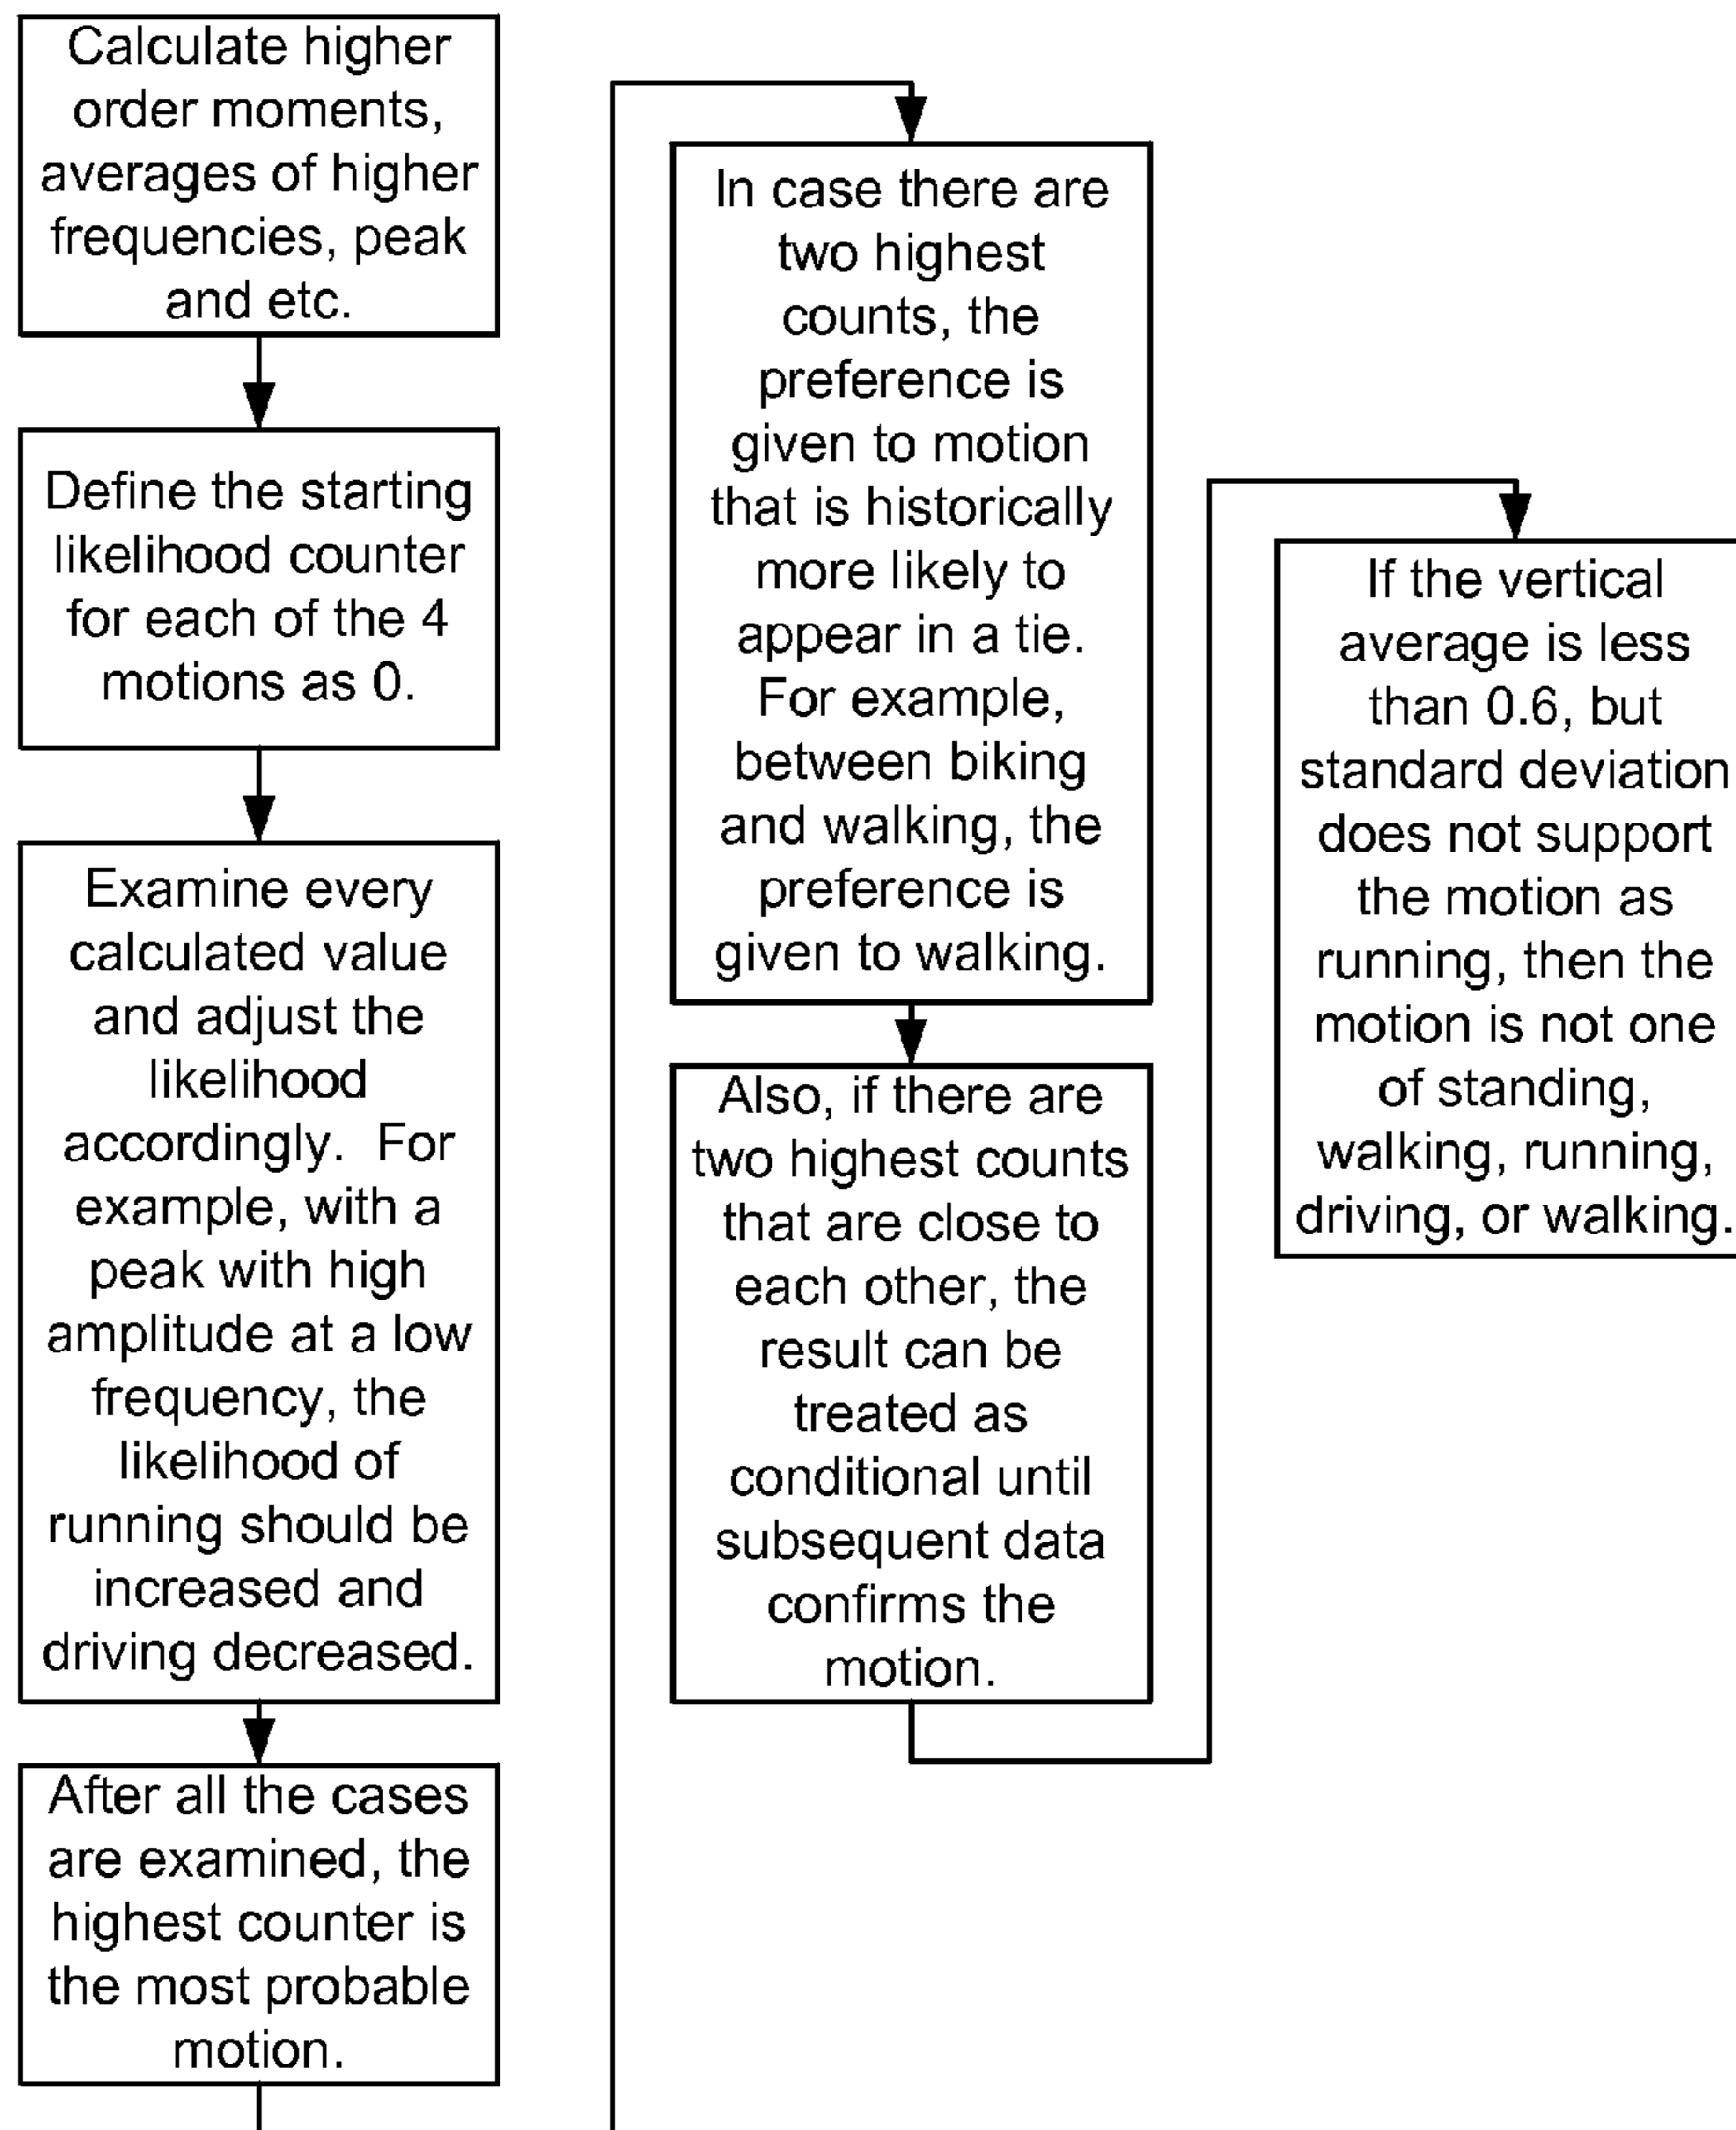 Calculate higher
order moments,
averages of higher
frequencies, peak
and etc.
Define the starting
likelihood counter
for each of the 4
motions as 0.
Examine every
calculated value
and adjust the
likelihood
accordingly.  For
example, with a
peak with high
amplitude at a low
frequency, the
likelihood of
running should be
increased and
driving decreased.
After all the cases
are examined, the
highest counter is
the most probable
motion.
In case there are
two highest
counts, the
preference is
given to motion
that is historically
more likely to
appear in a tie.
For example,
between biking
and walking, the
preference is
given to walking.
Also, if there are
two highest counts
that are close to
each other, the
result can be
treated as
conditional until
subsequent data
confirms the
motion.
If the vertical
average is less
than 0.6, but
standard deviation
does not support
the motion as
running, then the
motion is not one
of standing,
walking, running,
driving, or walking.